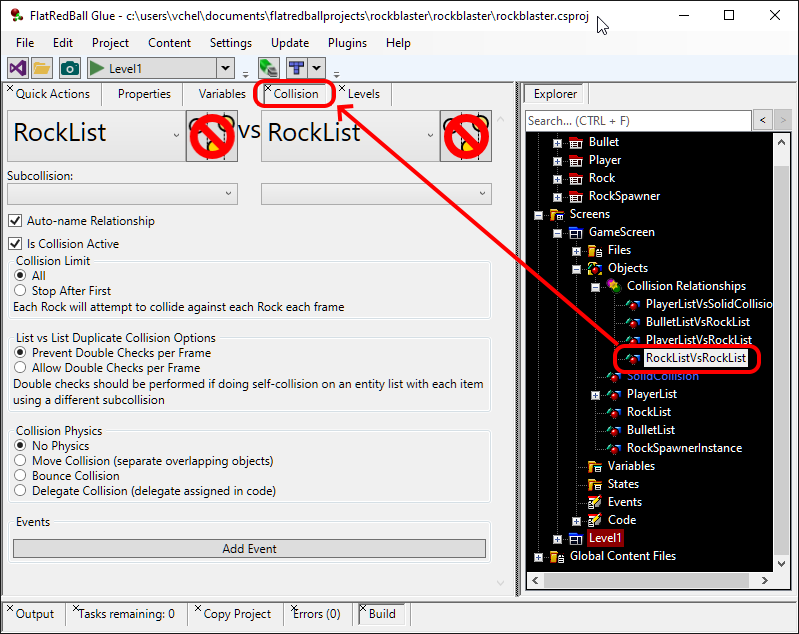 FlatRedBall Glue - c:\users\vchel\documents\flatredballprojects\rockblaster\rockblaster\rockblaster.csproj
File Edit Project Content Settings Update Plugins Help
Level1
Quick Actions Properties Variables Collision Levels
RockList vs RockList
Subcollision:
Auto-name Relationship
Is Collision Active
Collision Limit
All
Stop After First
Each Rock will attempt to collide against each Rock each frame
List vs List Duplicate Collision Options
Prevent Double Checks per Frame
Allow Double Checks per Frame
Double checks should be performed if doing self-collision on an entity list with each item
using a different subcollision
Collision Physics
No Physics
Move Collision (separate overlapping objects)
Bounce Collision
Delegate Collision (delegate assigned in code)
Events
Add Event
Explorer
Search... (CTRL + F)
< >
Bullet
Player
Rock
RockSpawner
Screens
GameScreen
Files
Objects
Collision Relationships
PlayerListVsSolidCollisio
BulletListVsRockList
PlayerListVsRockList
RockListVsRockList
SolidCollision
PlayerList
RockList
BulletList
RockSpawnerInstance
Variables
States
Events
Code
Level1
Global Content Files
Output Tasks remaining: 0 Copy Project Errors (0) Build